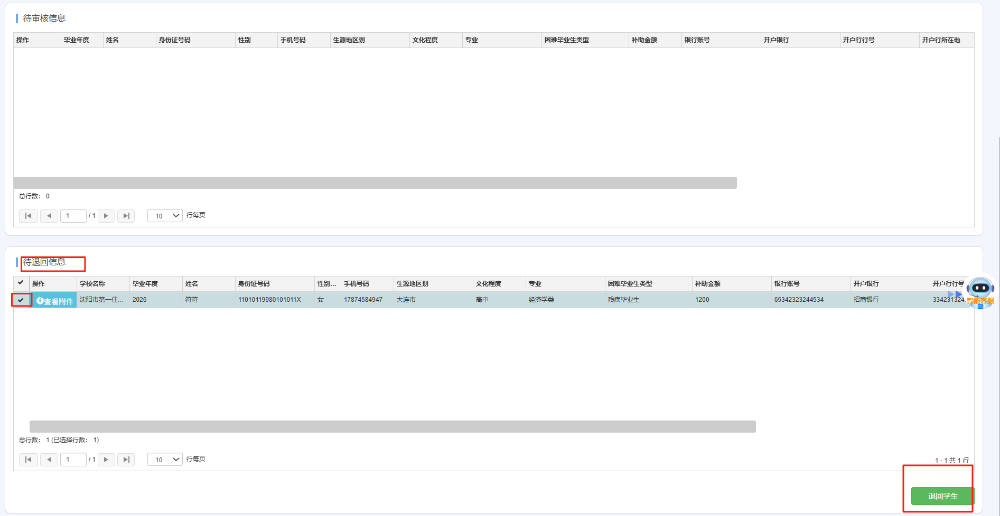 待审核信息
操作 毕业年度 姓名 身份证号码 性别 手机号码 生源地区划 文化程度 专业 困难毕业生类型 补助金额 银行账号 开户银行 开户行行号 开户行所在地
总行数： 0
1 / 1 10 行每页
待退回信息
操作 学校名称 毕业年度 姓名 身份证号码 性别... 手机号码 生源地区划 文化程度 专业 困难毕业生类型 补助金额 银行账号 开户银行 开户行行号
查看附件 沈阳市第一住... 2026 符符 11010119980101011X 女 17874584947 大连市 高中 经济学类 残疾毕业生 1200 65342323244534 招商银行 334231324
智能客服
总行数： 1 (已选择行数： 1)
1 / 1 10 行每页
1 - 1 共 1 行
退回学生